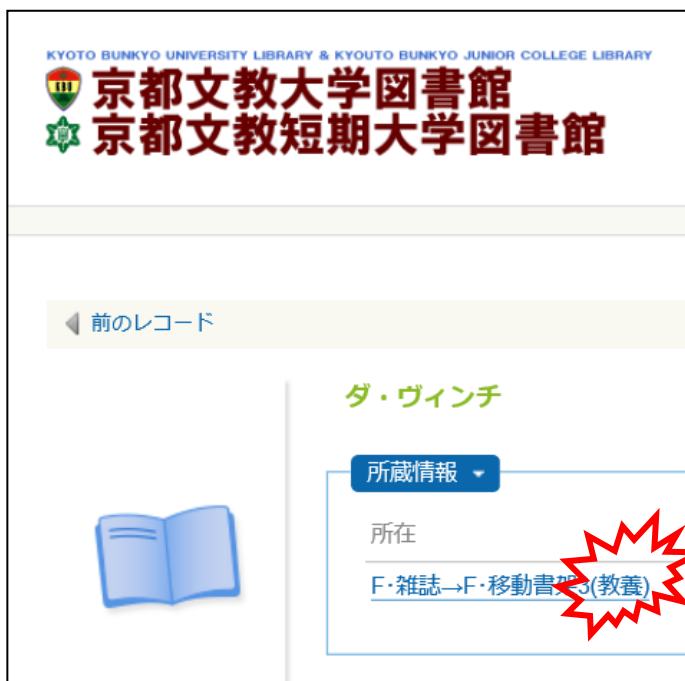 KYOTO BUNKYO UNIVERSITY LIBRARY & KYOUTO BUNKYO JUNIOR COLLEGE LIBRARY
京都文教大学図書館
京都文教短期大学図書館
前のレコード
ダ・ヴィンチ
所蔵情報
所在
F・雑誌→F・移動書架3(教養)